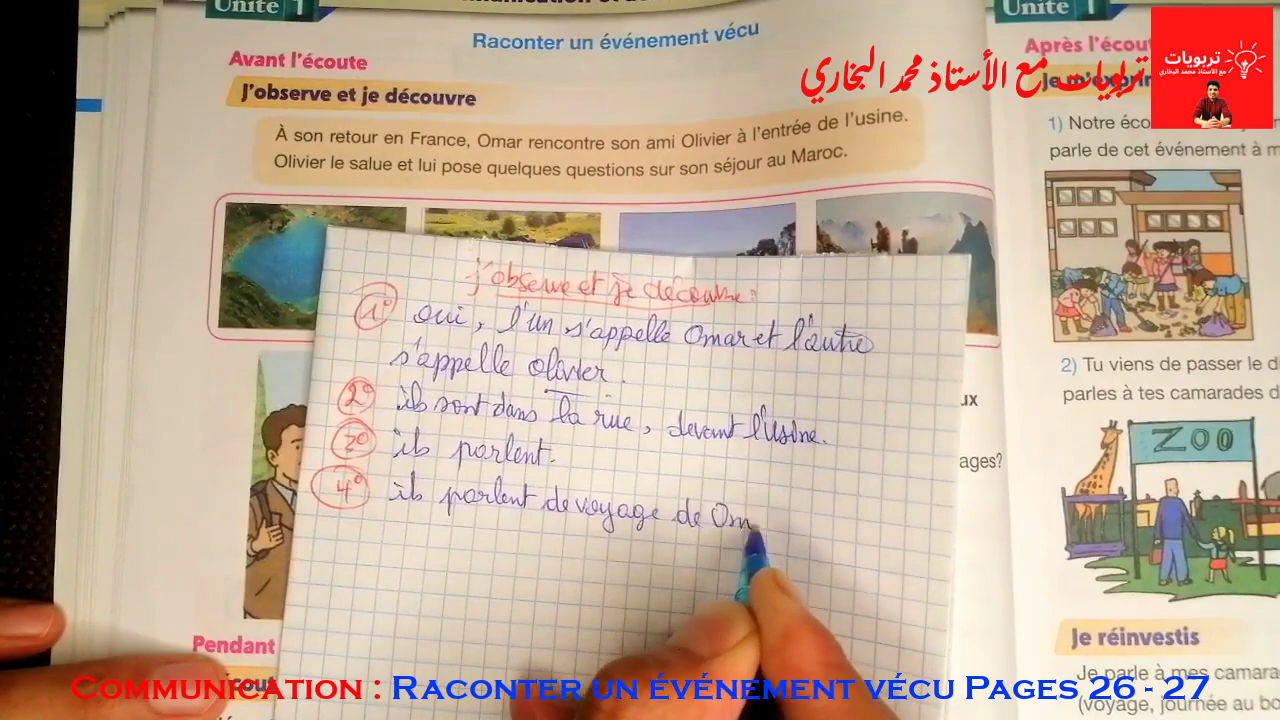 Unité 1
Unité 1
Raconter un événement vécu
Avant l'écoute
J'observe et je découvre
À son retour en France, Omar rencontre son ami Olivier à l'entrée de l'usine.
Olivier le salue et lui pose quelques questions sur son séjour au Maroc.
تربويات مع الأستاذ محمد البخاري
تربويات
مع الأستاذ محمد البخاري
Après l'écou
Je m'exprim
1) Notre éco
parle de cet événement à m
2) Tu viens de passer le d
parles à tes camarades d
ZOO
j'observe et je découvre :
1° oui, l'un s'appelle Omar et l'autre
s'appelle olivier.
2° ils sont dans la rue, devant l'usine.
3° ils parlent.
4° ils parlent de voyage de Om
ux
ages?
Pendant
Je réinvestis
Je parle à mes camara
(voyage, journée au bo
Communication : Raconter un événement vécu Pages 26 - 27